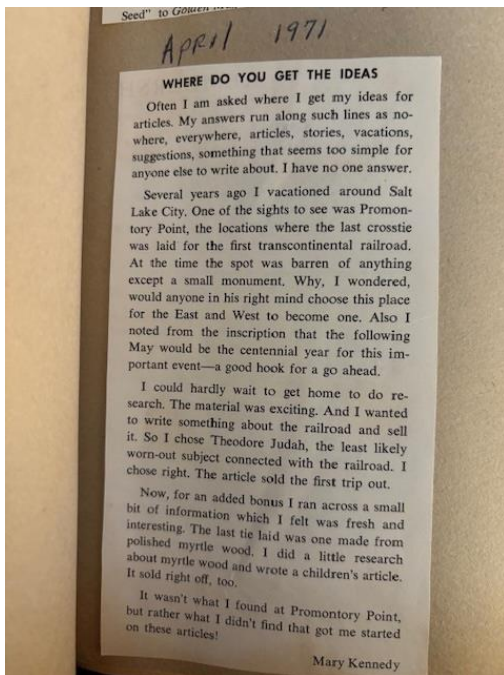 Seed" to Golden
APRIL 1971
WHERE DO YOU GET THE IDEAS
Often I am asked where I get my ideas for
articles. My answers run along such lines as no-
where, everywhere, articles, stories, vacations,
suggestions, something that seems too simple for
anyone else to write about. I have no one answer.
Several years ago I vacationed around Salt
Lake City. One of the sights to see was Promon-
tory Point, the locations where the last crosstie
was laid for the first transcontinental railroad.
At the time the spot was barren of anything
except a small monument. Why, I wondered,
would anyone in his right mind choose this place
for the East and West to become one. Also I
noted from the inscription that the following
May would be the centennial year for this im-
portant event—a good hook for a go ahead.
I could hardly wait to get home to do re-
search. The material was exciting. And I wanted
to write something about the railroad and sell
it. So I chose Theodore Judah, the least likely
worn-out subject connected with the railroad. I
chose right. The article sold the first trip out.
Now, for an added bonus I ran across a small
bit of information which I felt was fresh and
interesting. The last tie laid was one made from
polished myrtle wood. I did a little research
about myrtle wood and wrote a children's article.
It sold right off, too.
It wasn't what I found at Promontory Point,
but rather what I didn't find that got me started
on these articles!
Mary Kennedy